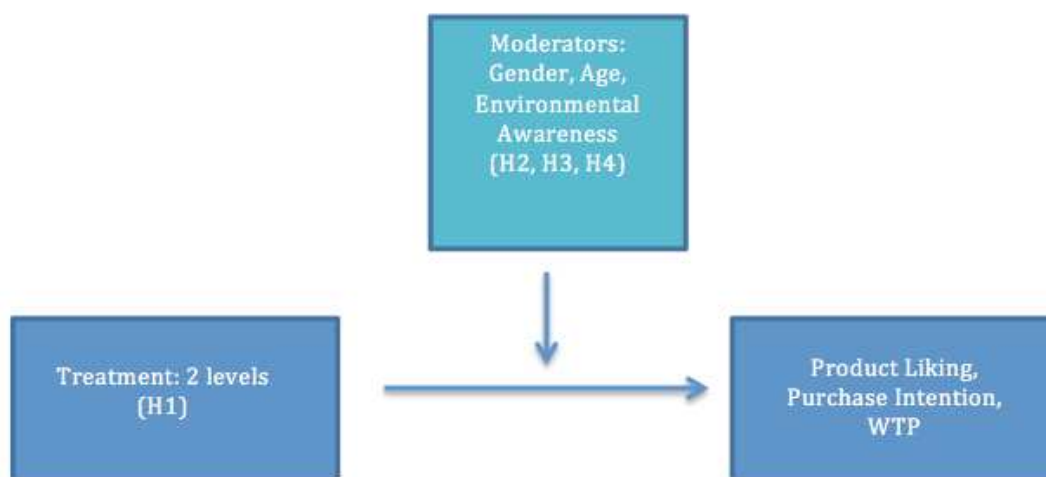 Moderators:
Gender, Age,
Environmental
Awareness
(H2, H3, H4)
Treatment: 2 levels
(H1)
Product Liking,
Purchase Intention,
WTP